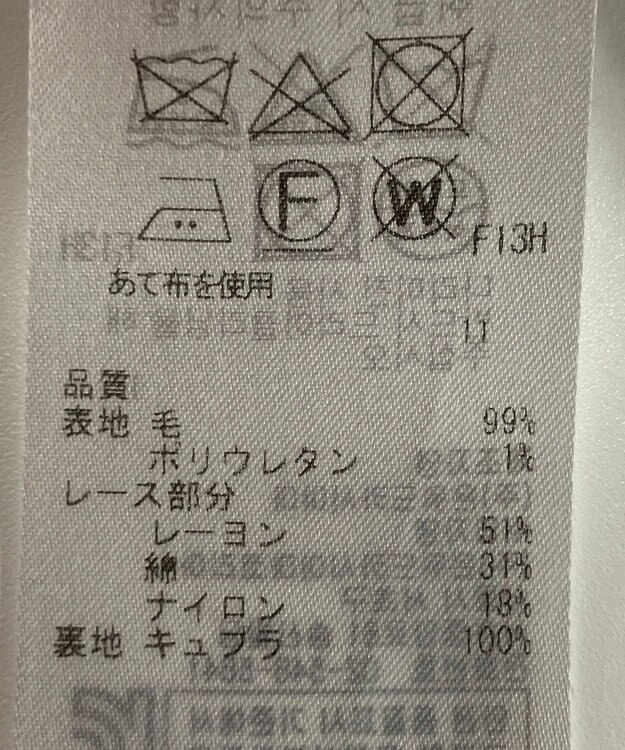 F W F13H
あて布を使用
11
品質
表地 毛 99%
ポリウレタン 1%
レース部分
レーヨン 51%
綿 31%
ナイロン 18%
裏地 キュプラ 100%